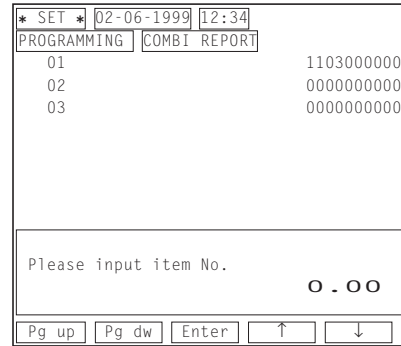 * SET * 02-06-1999 12:34
PROGRAMMING COMBI REPORT
01 1103000000
02 0000000000
03 0000000000
Please input item No.
0.00
Pg up Pg dw Enter ↑ ↓